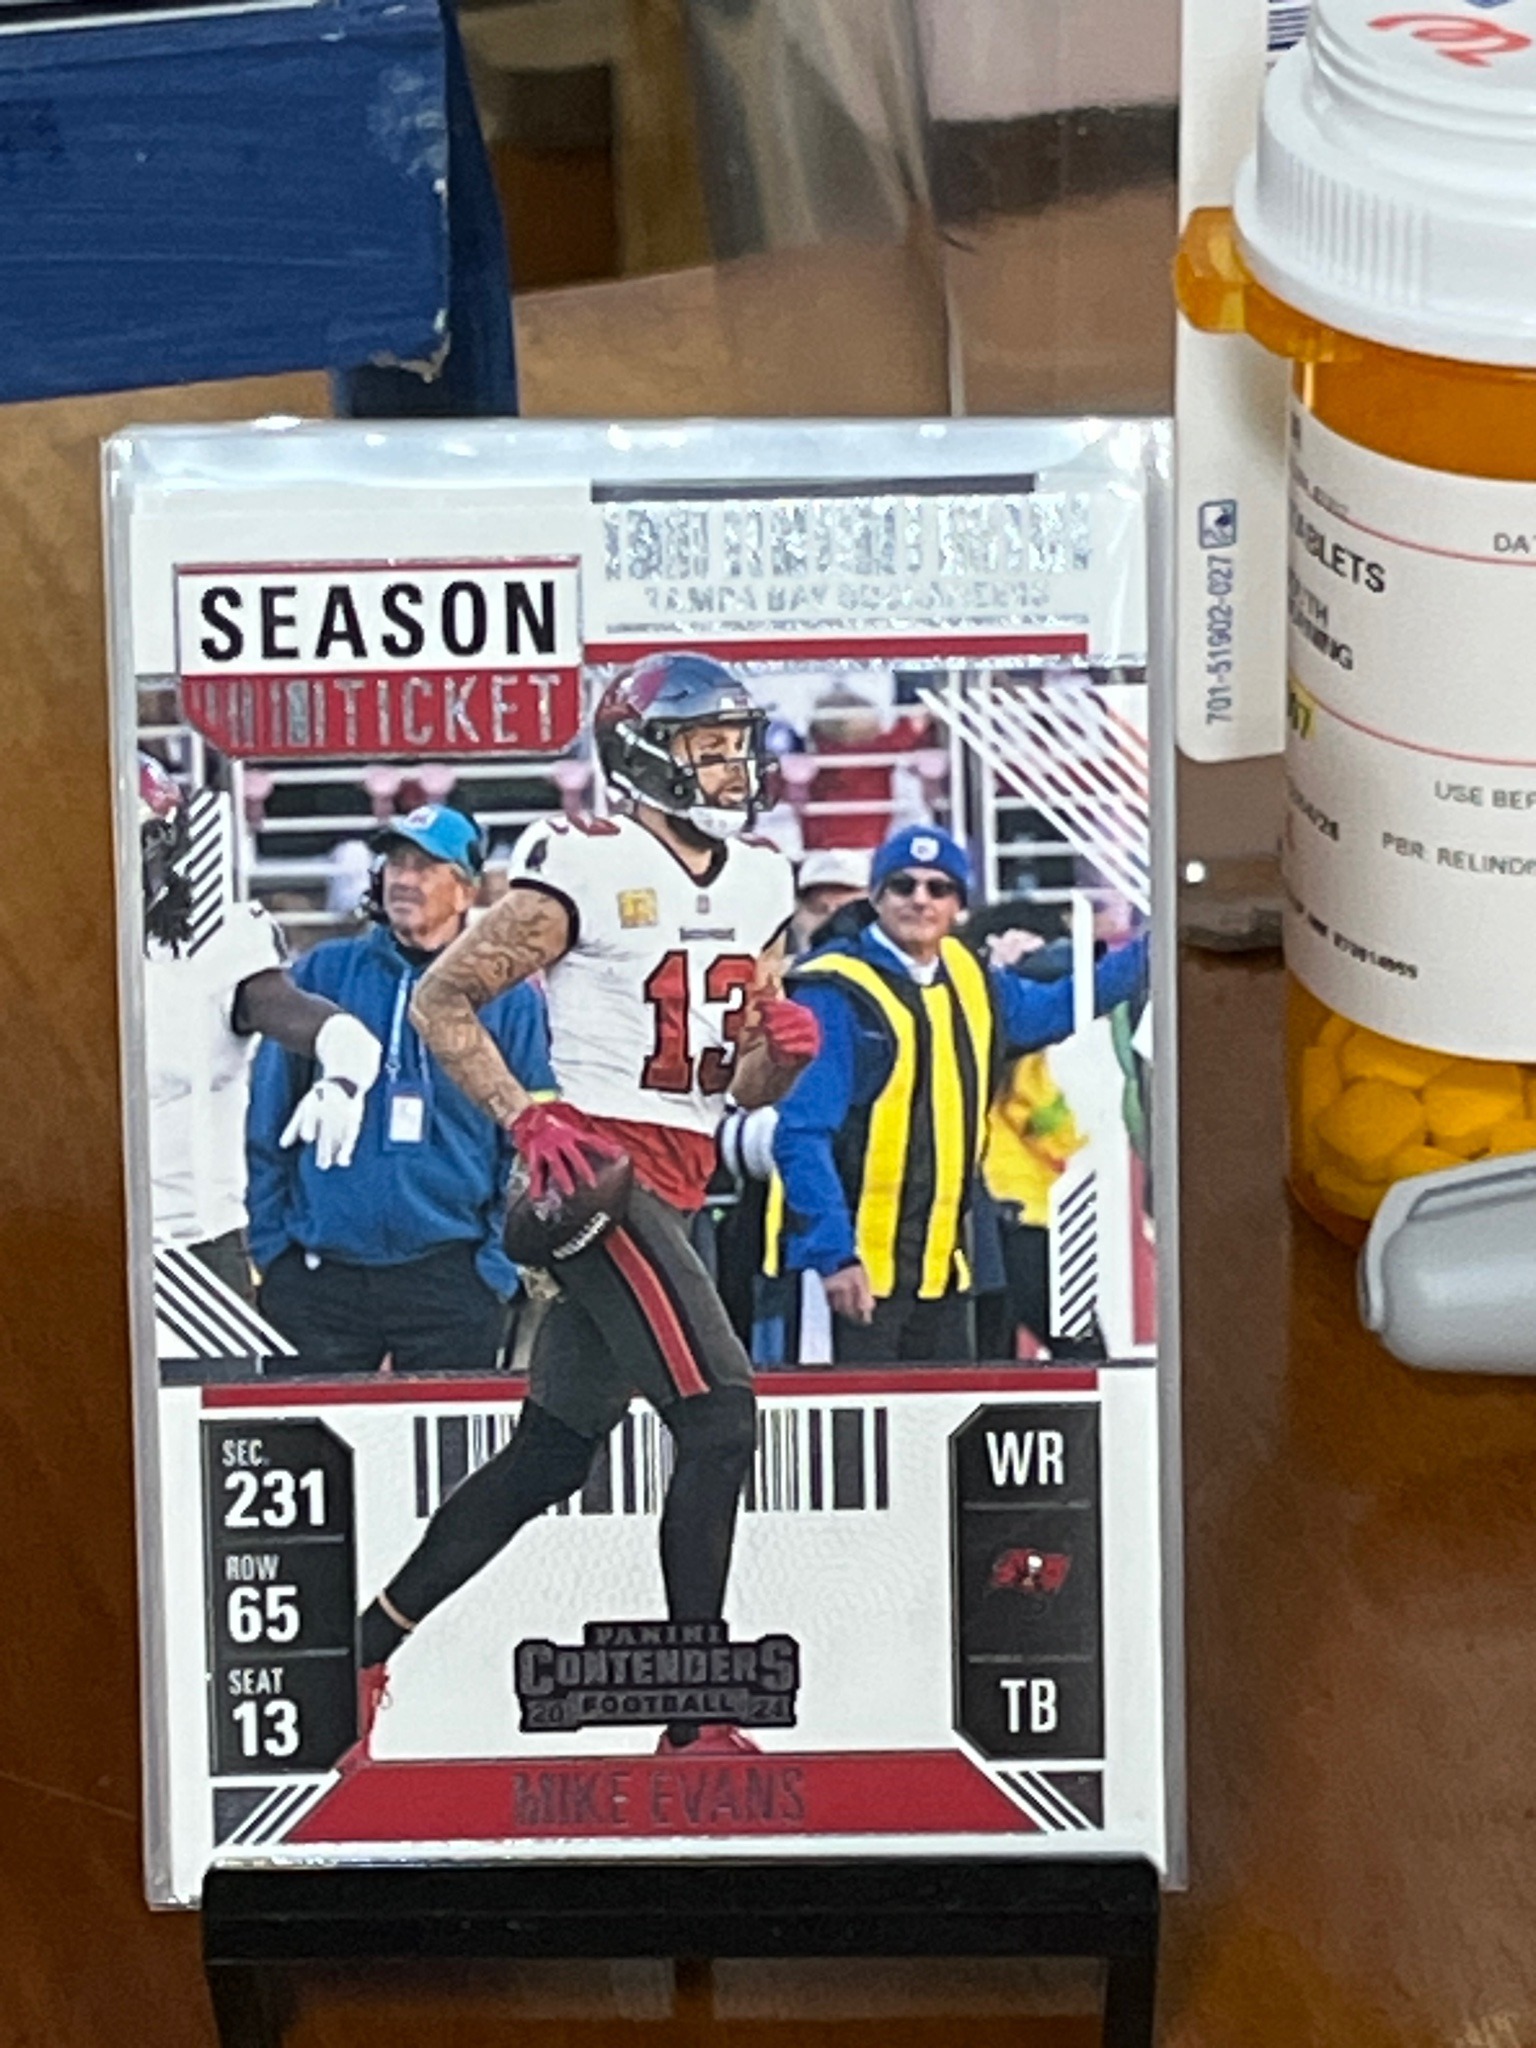 SEASON
TICKET
TAMPA BAY BUCCANEERS
13
SEC.
231
ROW
65
SEAT
13
WR
TB
PANINI
CONTENDERS
20 FOOTBALL 24
MIKE EVANS
701-51902-027
DA
TABLETS
USE BEF
PBR: RELIND